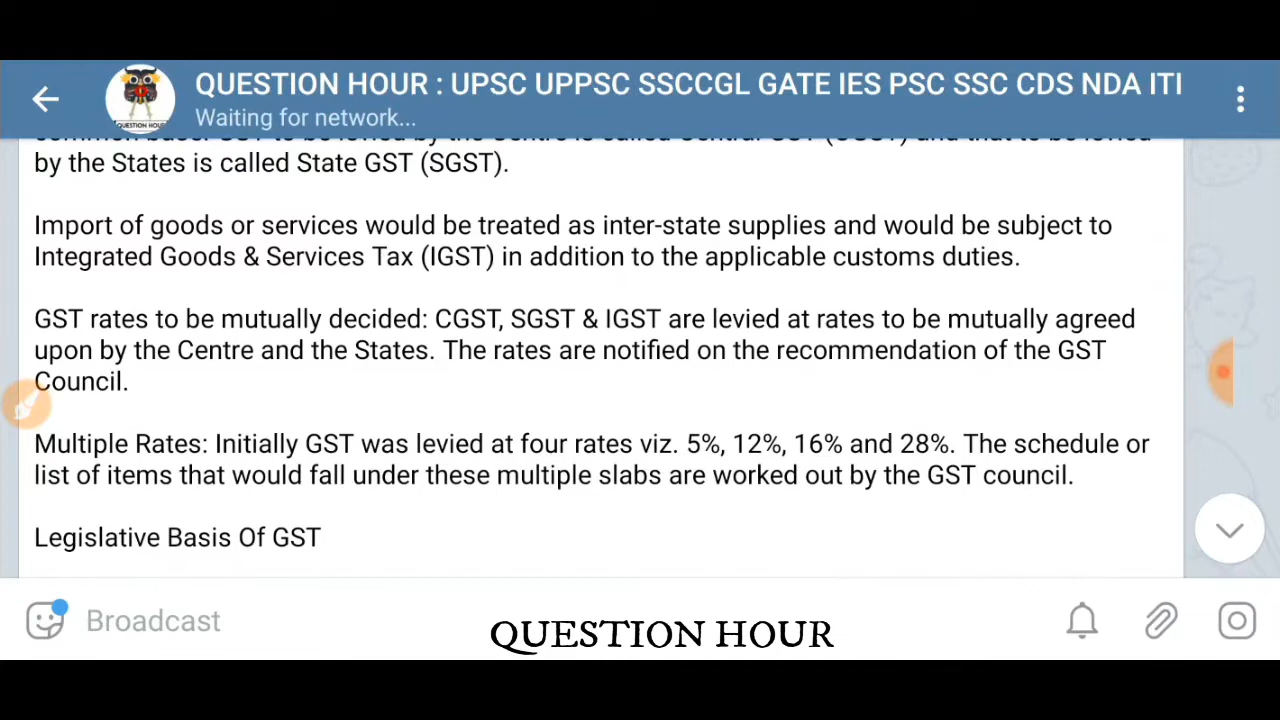 QUESTION HOUR : UPSC UPPSC SSCCGL GATE IES PSC SSC CDS NDA ITI
Waiting for network...
QUESTION HOUR
by the States is called State GST (SGST).
Import of goods or services would be treated as inter-state supplies and would be subject to
Integrated Goods & Services Tax (IGST) in addition to the applicable customs duties.
GST rates to be mutually decided: CGST, SGST & IGST are levied at rates to be mutually agreed
upon by the Centre and the States. The rates are notified on the recommendation of the GST
Council.
Multiple Rates: Initially GST was levied at four rates viz. 5%, 12%, 16% and 28%. The schedule or
list of items that would fall under these multiple slabs are worked out by the GST council.
Legislative Basis Of GST
Broadcast
QUESTION HOUR